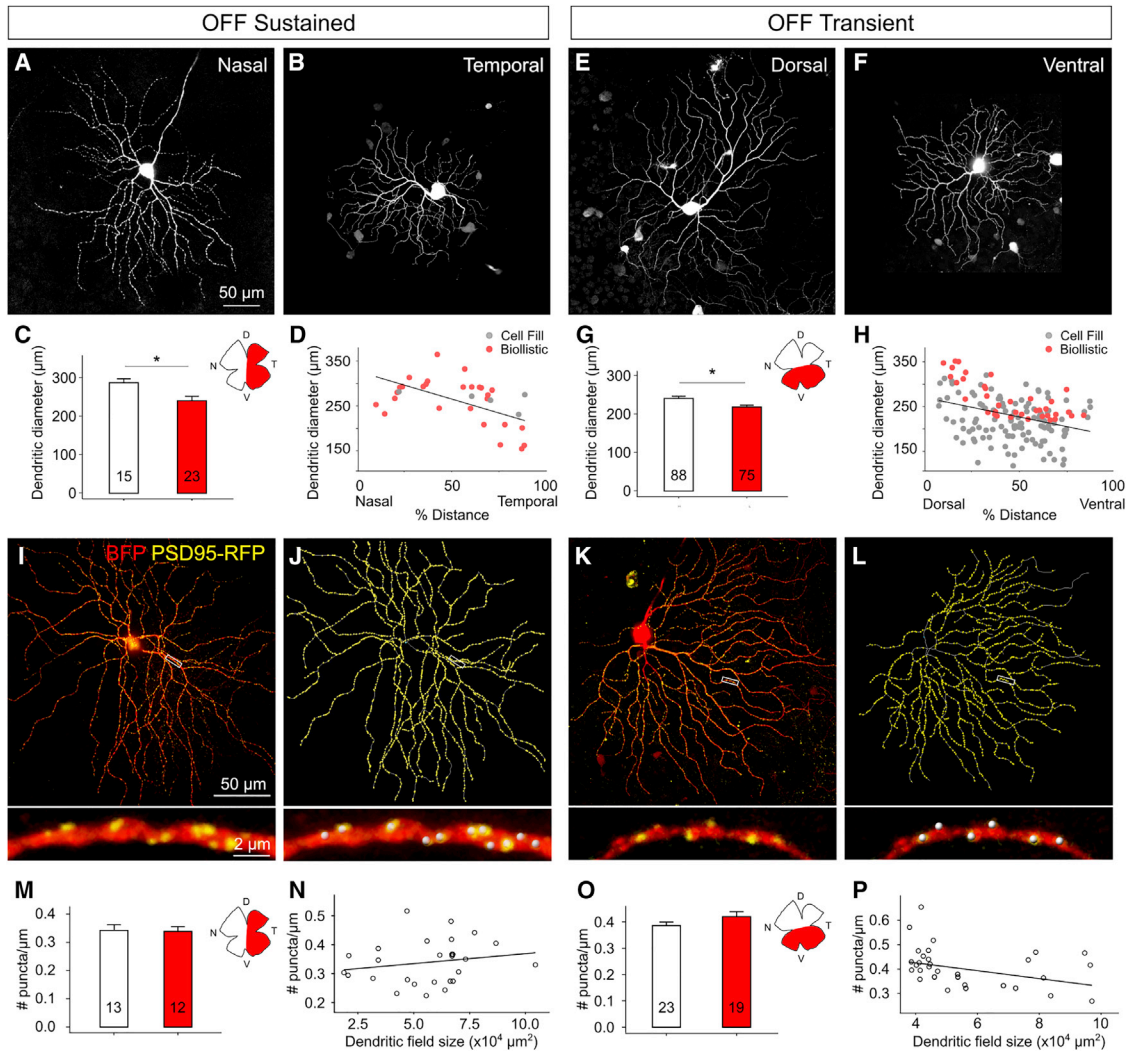 OFF Sustained
OFF Transient
A Nasal
50 μm
B Temporal
E Dorsal
F Ventral
C
Dendritic diameter (μm)
300
200
100
0
15
23
*
D
N T
V
D
Cell Fill
Biollistic
Dendritic diameter (μm)
350
250
150
0 50 100
Nasal Temporal
% Distance
G
Dendritic diameter (μm)
300
200
100
0
88
75
*
D
N T
V
H
Cell Fill
Biollistic
Dendritic diameter (μm)
350
250
150
0 50 100
Dorsal Ventral
% Distance
I BFP PSD95-RFP
50 μm
2 μm
J
K
L
M
# puncta/μm
0.4
0.3
0.2
0.1
0.0
13
12
D
N T
V
N
# puncta/μm
0.5
0.4
0.3
0.2
2.5 5.0 7.5 10.0
Dendritic field size (x10⁴ μm²)
O
# puncta/μm
0.4
0.2
0.0
23
19
D
N T
V
P
# puncta/μm
0.6
0.5
0.4
0.3
4 6 8 10
Dendritic field size (x10⁴ μm²)